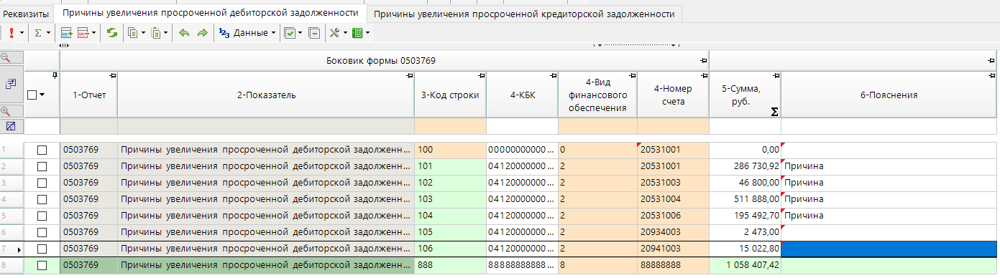 Реквизиты Причины увеличения просроченной дебиторской задолженности Причины увеличения просроченной кредиторской задолженности
! Σ 123 Данные
Боковик формы 0503769
1-Отчет 2-Показатель 3-Код строки 4-КБК 4-Вид финансового обеспечения 4-Номер счета 5-Сумма, руб. Σ 6-Пояснения
1 0503769 Причины увеличения просроченной дебиторской задолженн... 100 00000000000 ... 0 20531001 0,00
2 0503769 Причины увеличения просроченной дебиторской задолженн... 101 04120000000 ... 2 20531001 286 730,92 Причина
3 0503769 Причины увеличения просроченной дебиторской задолженн... 102 04120000000 ... 2 20531003 46 800,00 Причина
4 0503769 Причины увеличения просроченной дебиторской задолженн... 103 04120000000 ... 2 20531004 511 888,00 Причина
5 0503769 Причины увеличения просроченной дебиторской задолженн... 104 04120000000 ... 2 20531006 195 492,70 Причина
6 0503769 Причины увеличения просроченной дебиторской задолженн... 105 04120000000 ... 2 20934003 2 473,00
7 0503769 Причины увеличения просроченной дебиторской задолженн... 106 04120000000 ... 2 20941003 15 022,80
8 0503769 Причины увеличения просроченной дебиторской задолженн... 888 88888888888... 8 88888888 1 058 407,42